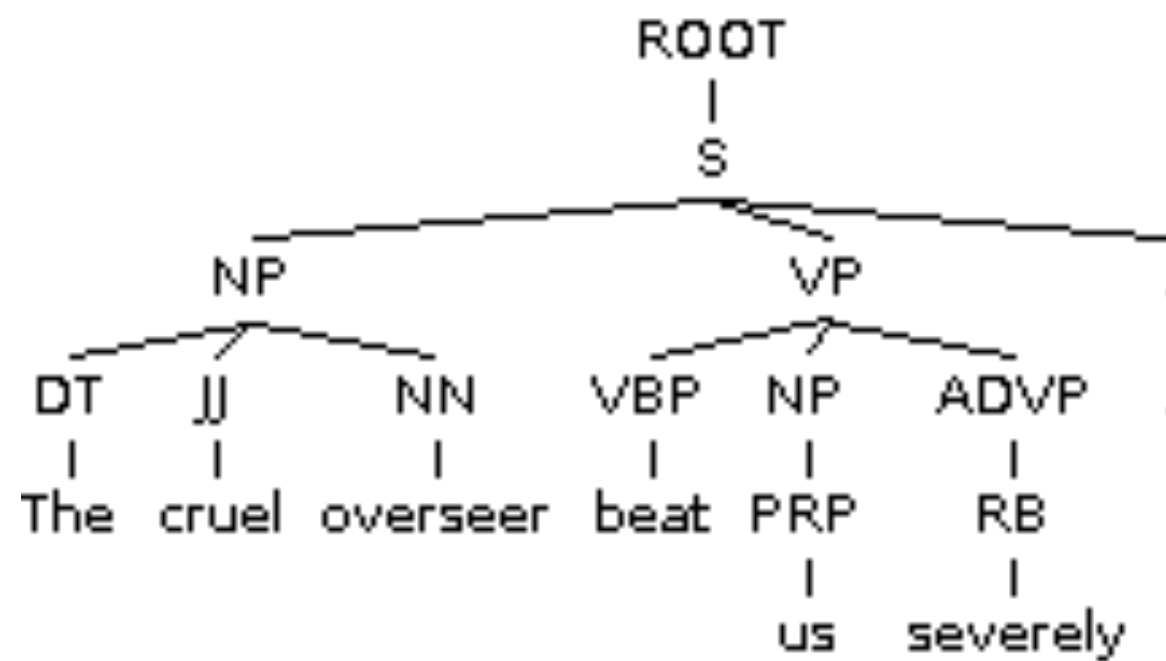 ROOT
S
NP VP
DT JJ NN VBP NP ADVP
The cruel overseer beat PRP RB
us severely